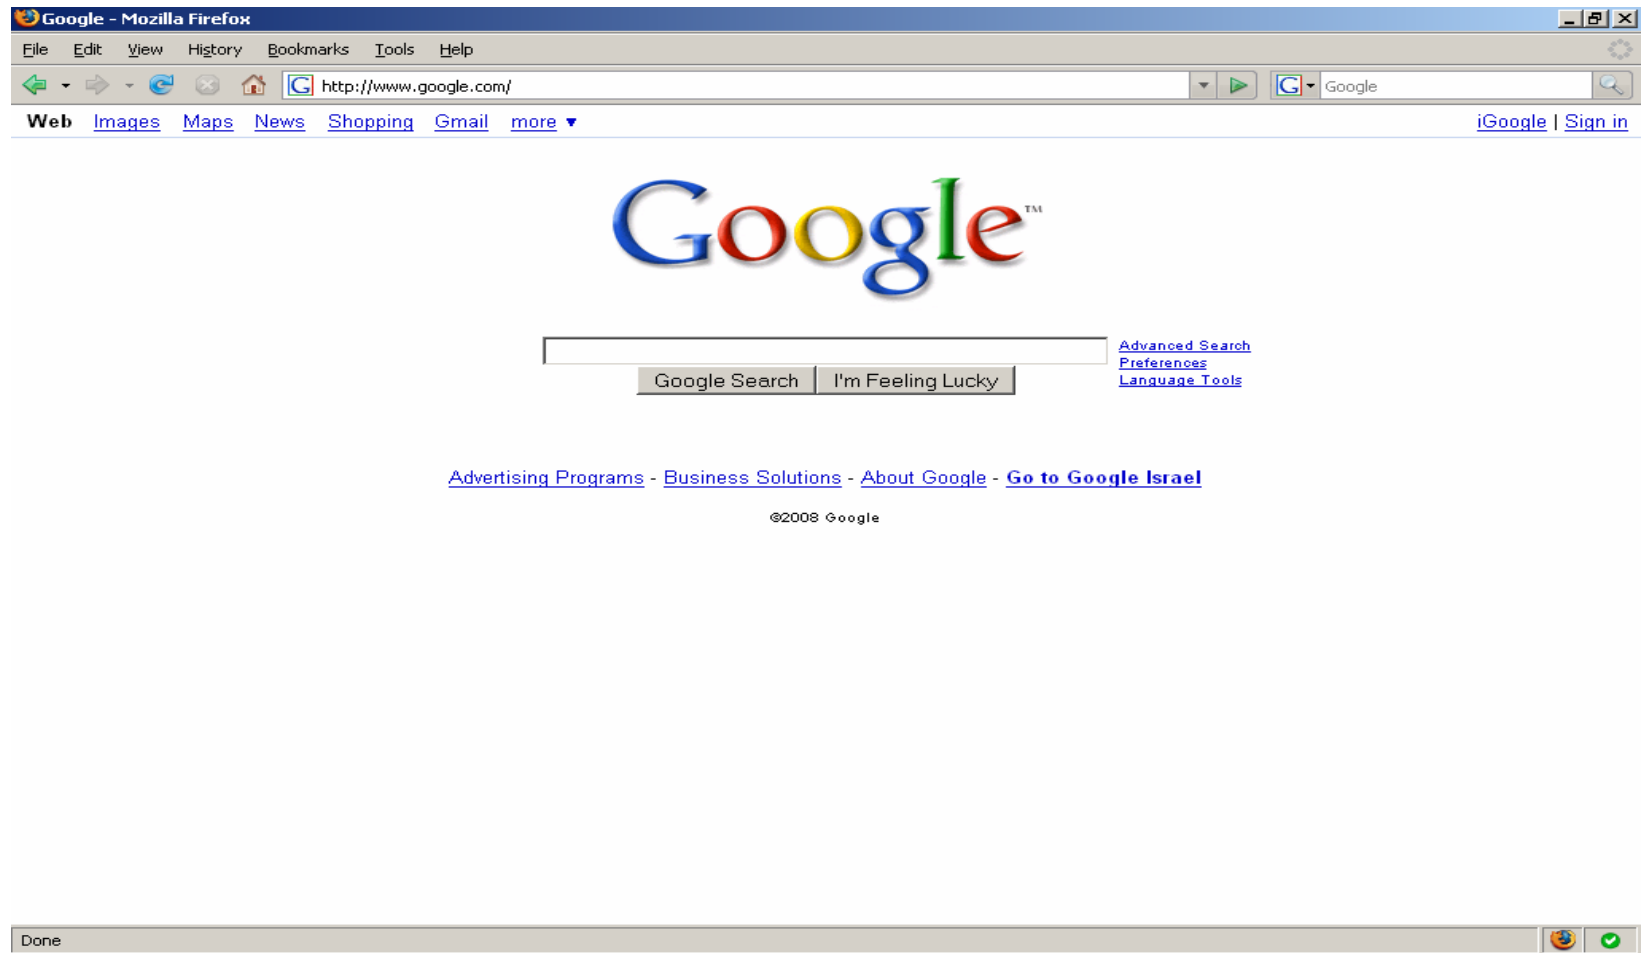 Google - Mozilla Firefox
File Edit View History Bookmarks Tools Help
http://www.google.com/ Google
Web Images Maps News Shopping Gmail more ▼ iGoogle | Sign in
Google™
Advanced Search
Preferences
Google Search I'm Feeling Lucky Language Tools
Advertising Programs - Business Solutions - About Google - Go to Google Israel
©2008 Google
Done